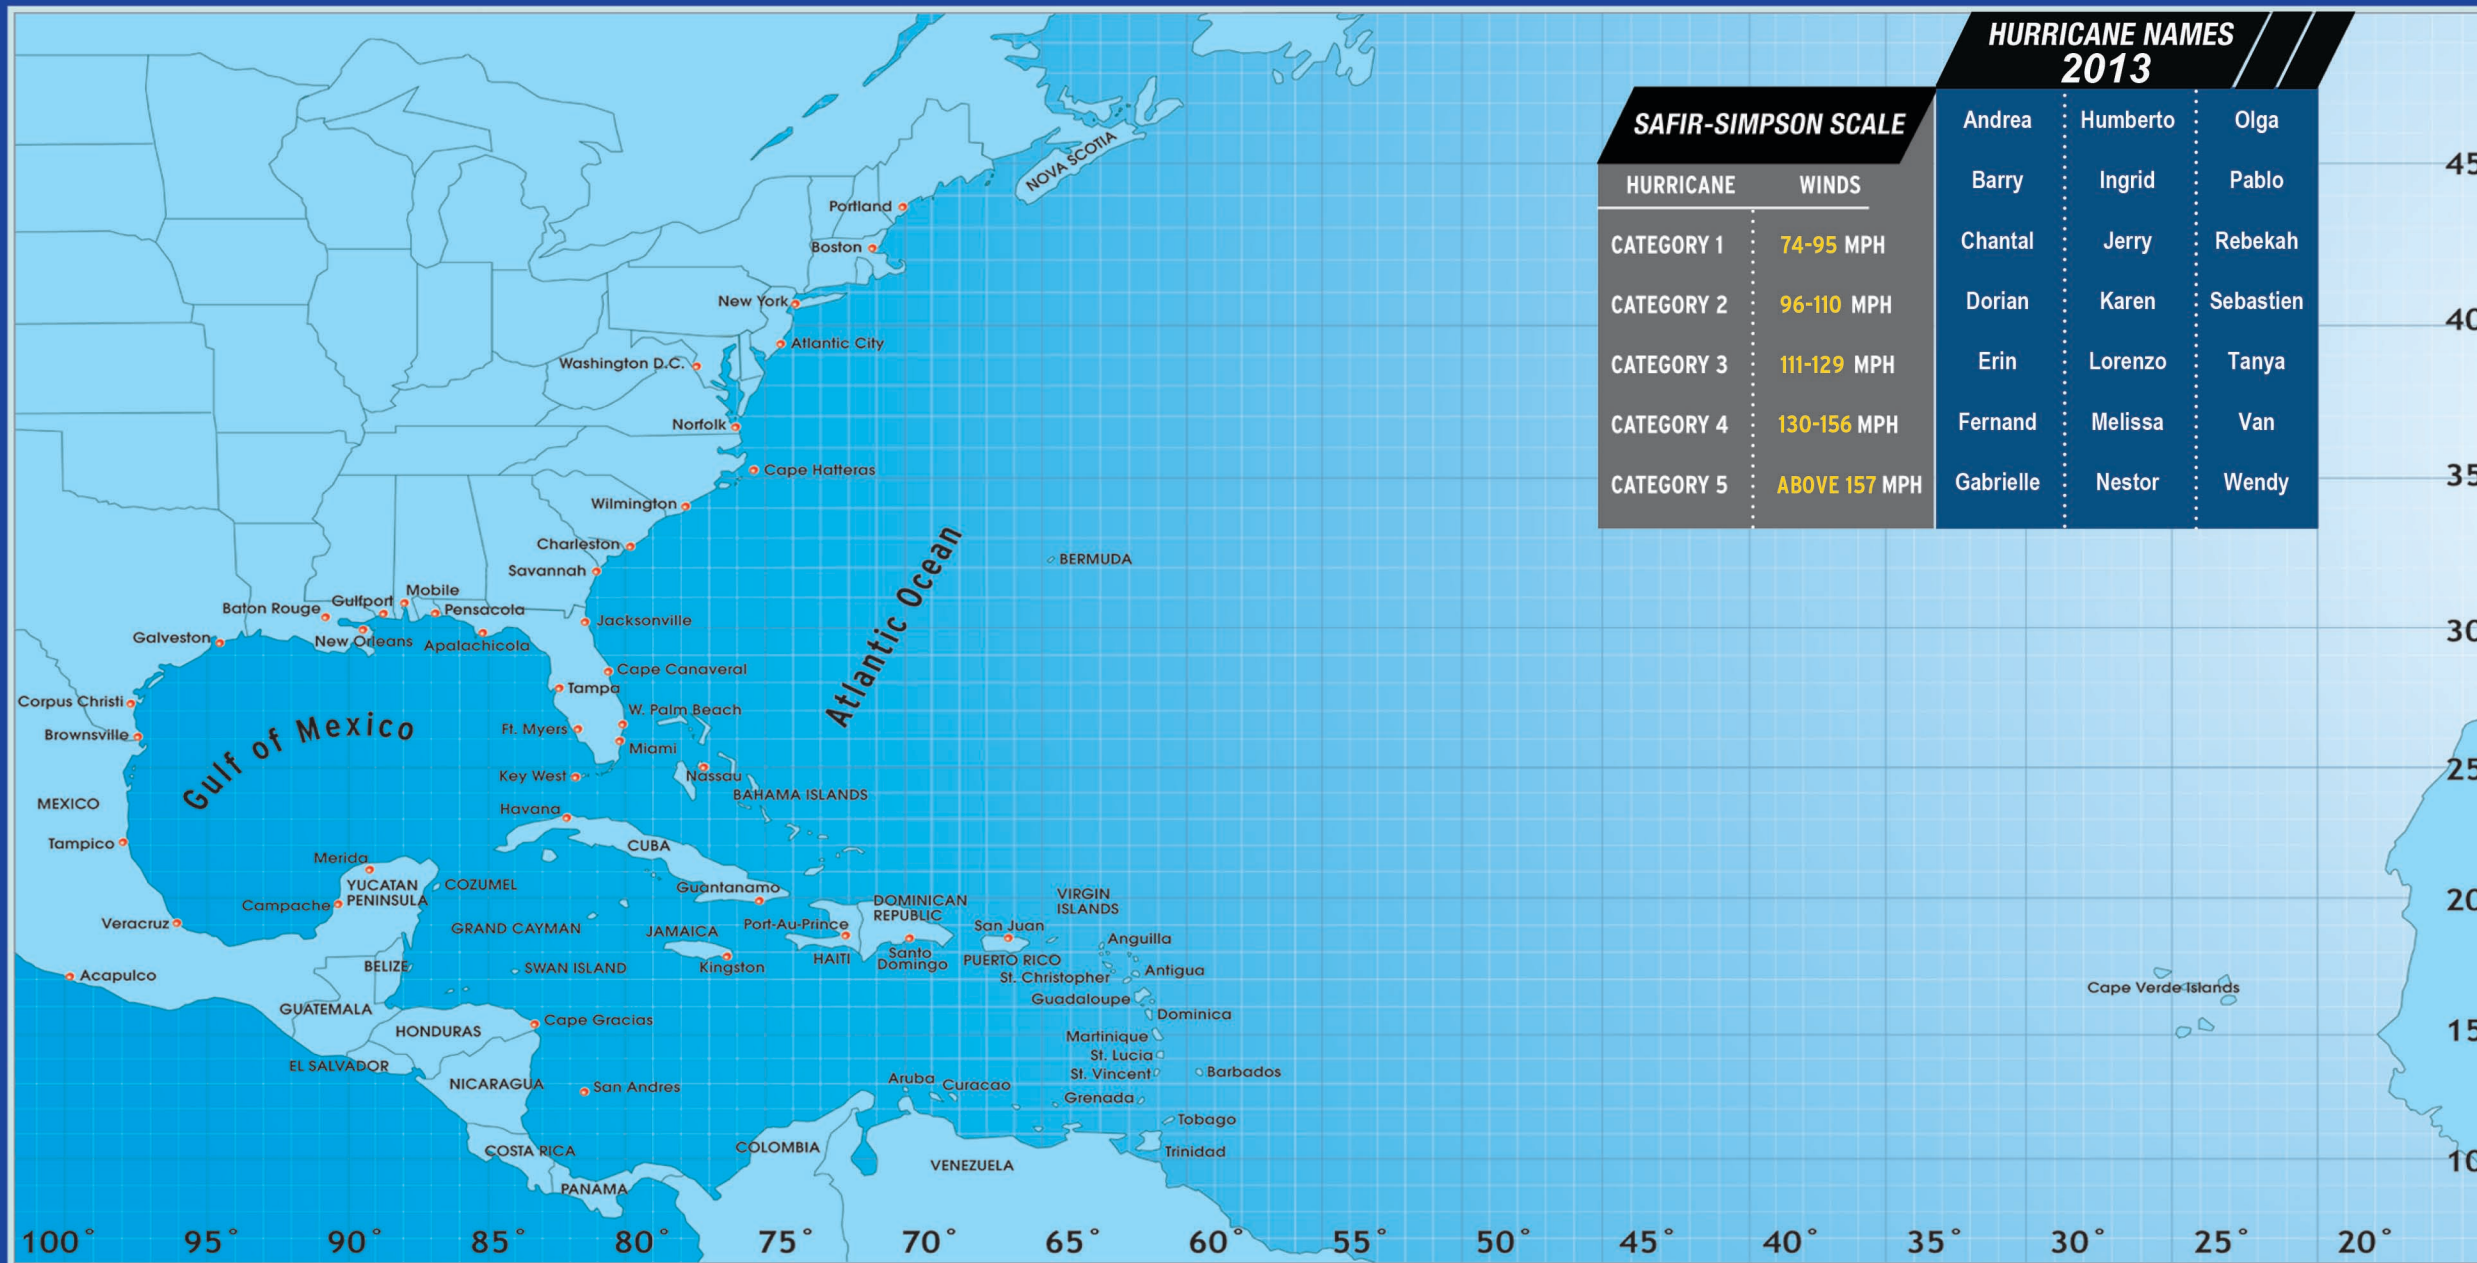 HURRICANE NAMES
2013
SAFIR-SIMPSON SCALE
HURRICANE WINDS
CATEGORY 1 74-95 MPH
CATEGORY 2 96-110 MPH
CATEGORY 3 111-129 MPH
CATEGORY 4 130-156 MPH
CATEGORY 5 ABOVE 157 MPH
Andrea Humberto Olga
Barry Ingrid Pablo
Chantal Jerry Rebekah
Dorian Karen Sebastien
Erin Lorenzo Tanya
Fernand Melissa Van
Gabrielle Nestor Wendy
NOVA SCOTIA
Portland
Boston
New York
Atlantic City
Washington D.C.
Norfolk
Cape Hatteras
Wilmington
Charleston
Savannah
BERMUDA
Atlantic Ocean
Mobile
Gulfport
Baton Rouge
Pensacola
Jacksonville
Galveston
New Orleans
Apalachicola
Cape Canaveral
Tampa
Corpus Christi
W. Palm Beach
Ft. Myers
Brownsville
Miami
Gulf of Mexico
Key West
Nassau
BAHAMA ISLANDS
MEXICO
Havana
Tampico
CUBA
Merida
YUCATAN
PENINSULA
COZUMEL
Guantanamo
Campache
Veracruz
GRAND CAYMAN
JAMAICA
Port-Au-Prince
DOMINICAN
REPUBLIC
VIRGIN
ISLANDS
San Juan
Anguilla
HAITI
Santo
Domingo
PUERTO RICO
Kingston
BELIZE
SWAN ISLAND
Antigua
St. Christopher
Acapulco
Guadaloupe
Cape Verde Islands
GUATEMALA
Dominica
Cape Gracias
HONDURAS
Martinique
St. Lucia
EL SALVADOR
St. Vincent
Barbados
NICARAGUA
San Andres
Aruba
Curacao
Grenada
Tobago
COSTA RICA
COLOMBIA
Trinidad
VENEZUELA
PANAMA
45
40
35
30
25
20
15
10
100° 95° 90° 85° 80° 75° 70° 65° 60° 55° 50° 45° 40° 35° 30° 25° 20°